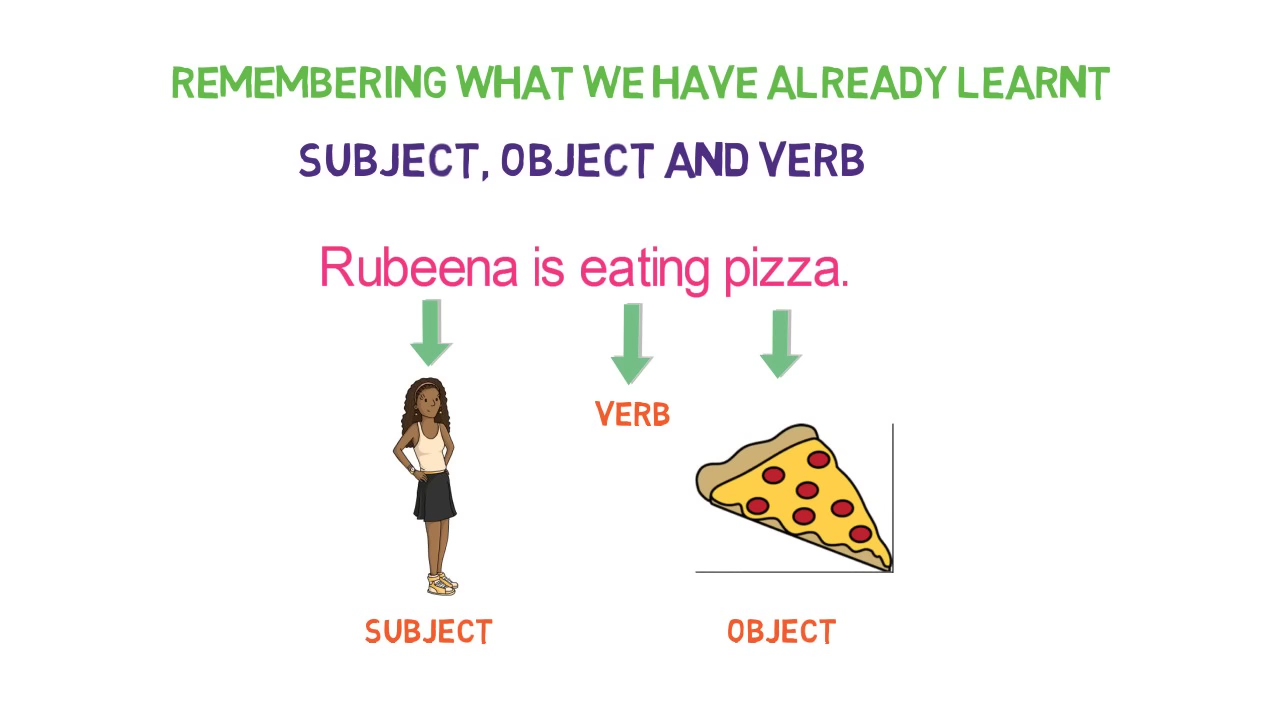 REMEMBERING WHAT WE HAVE ALREADY LEARNT
SUBJECT, OBJECT AND VERB
Rubeena is eating pizza.
VERB
SUBJECT
OBJECT